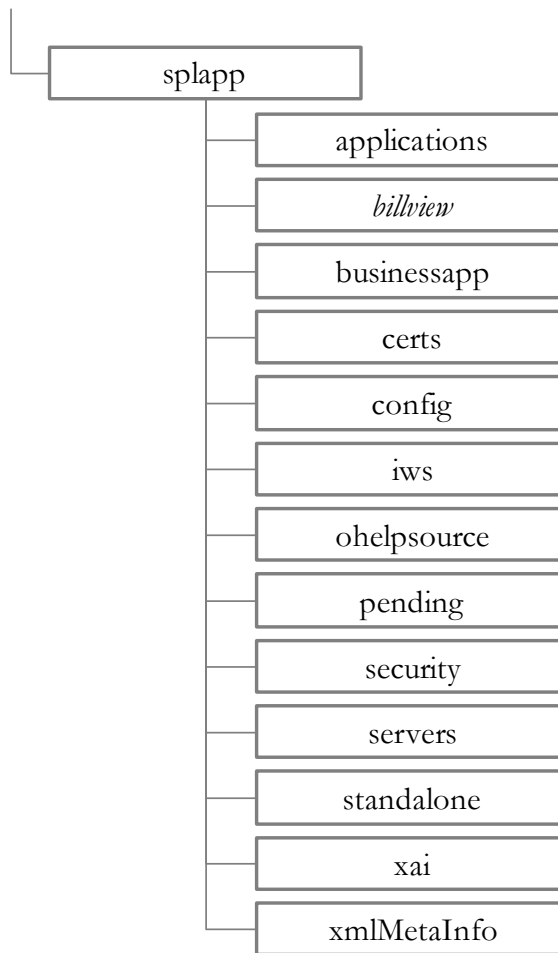 splapp
applications
billview
businessapp
certs
config
iws
ohelpsource
pending
security
servers
standalone
xai
xmlMetaInfo